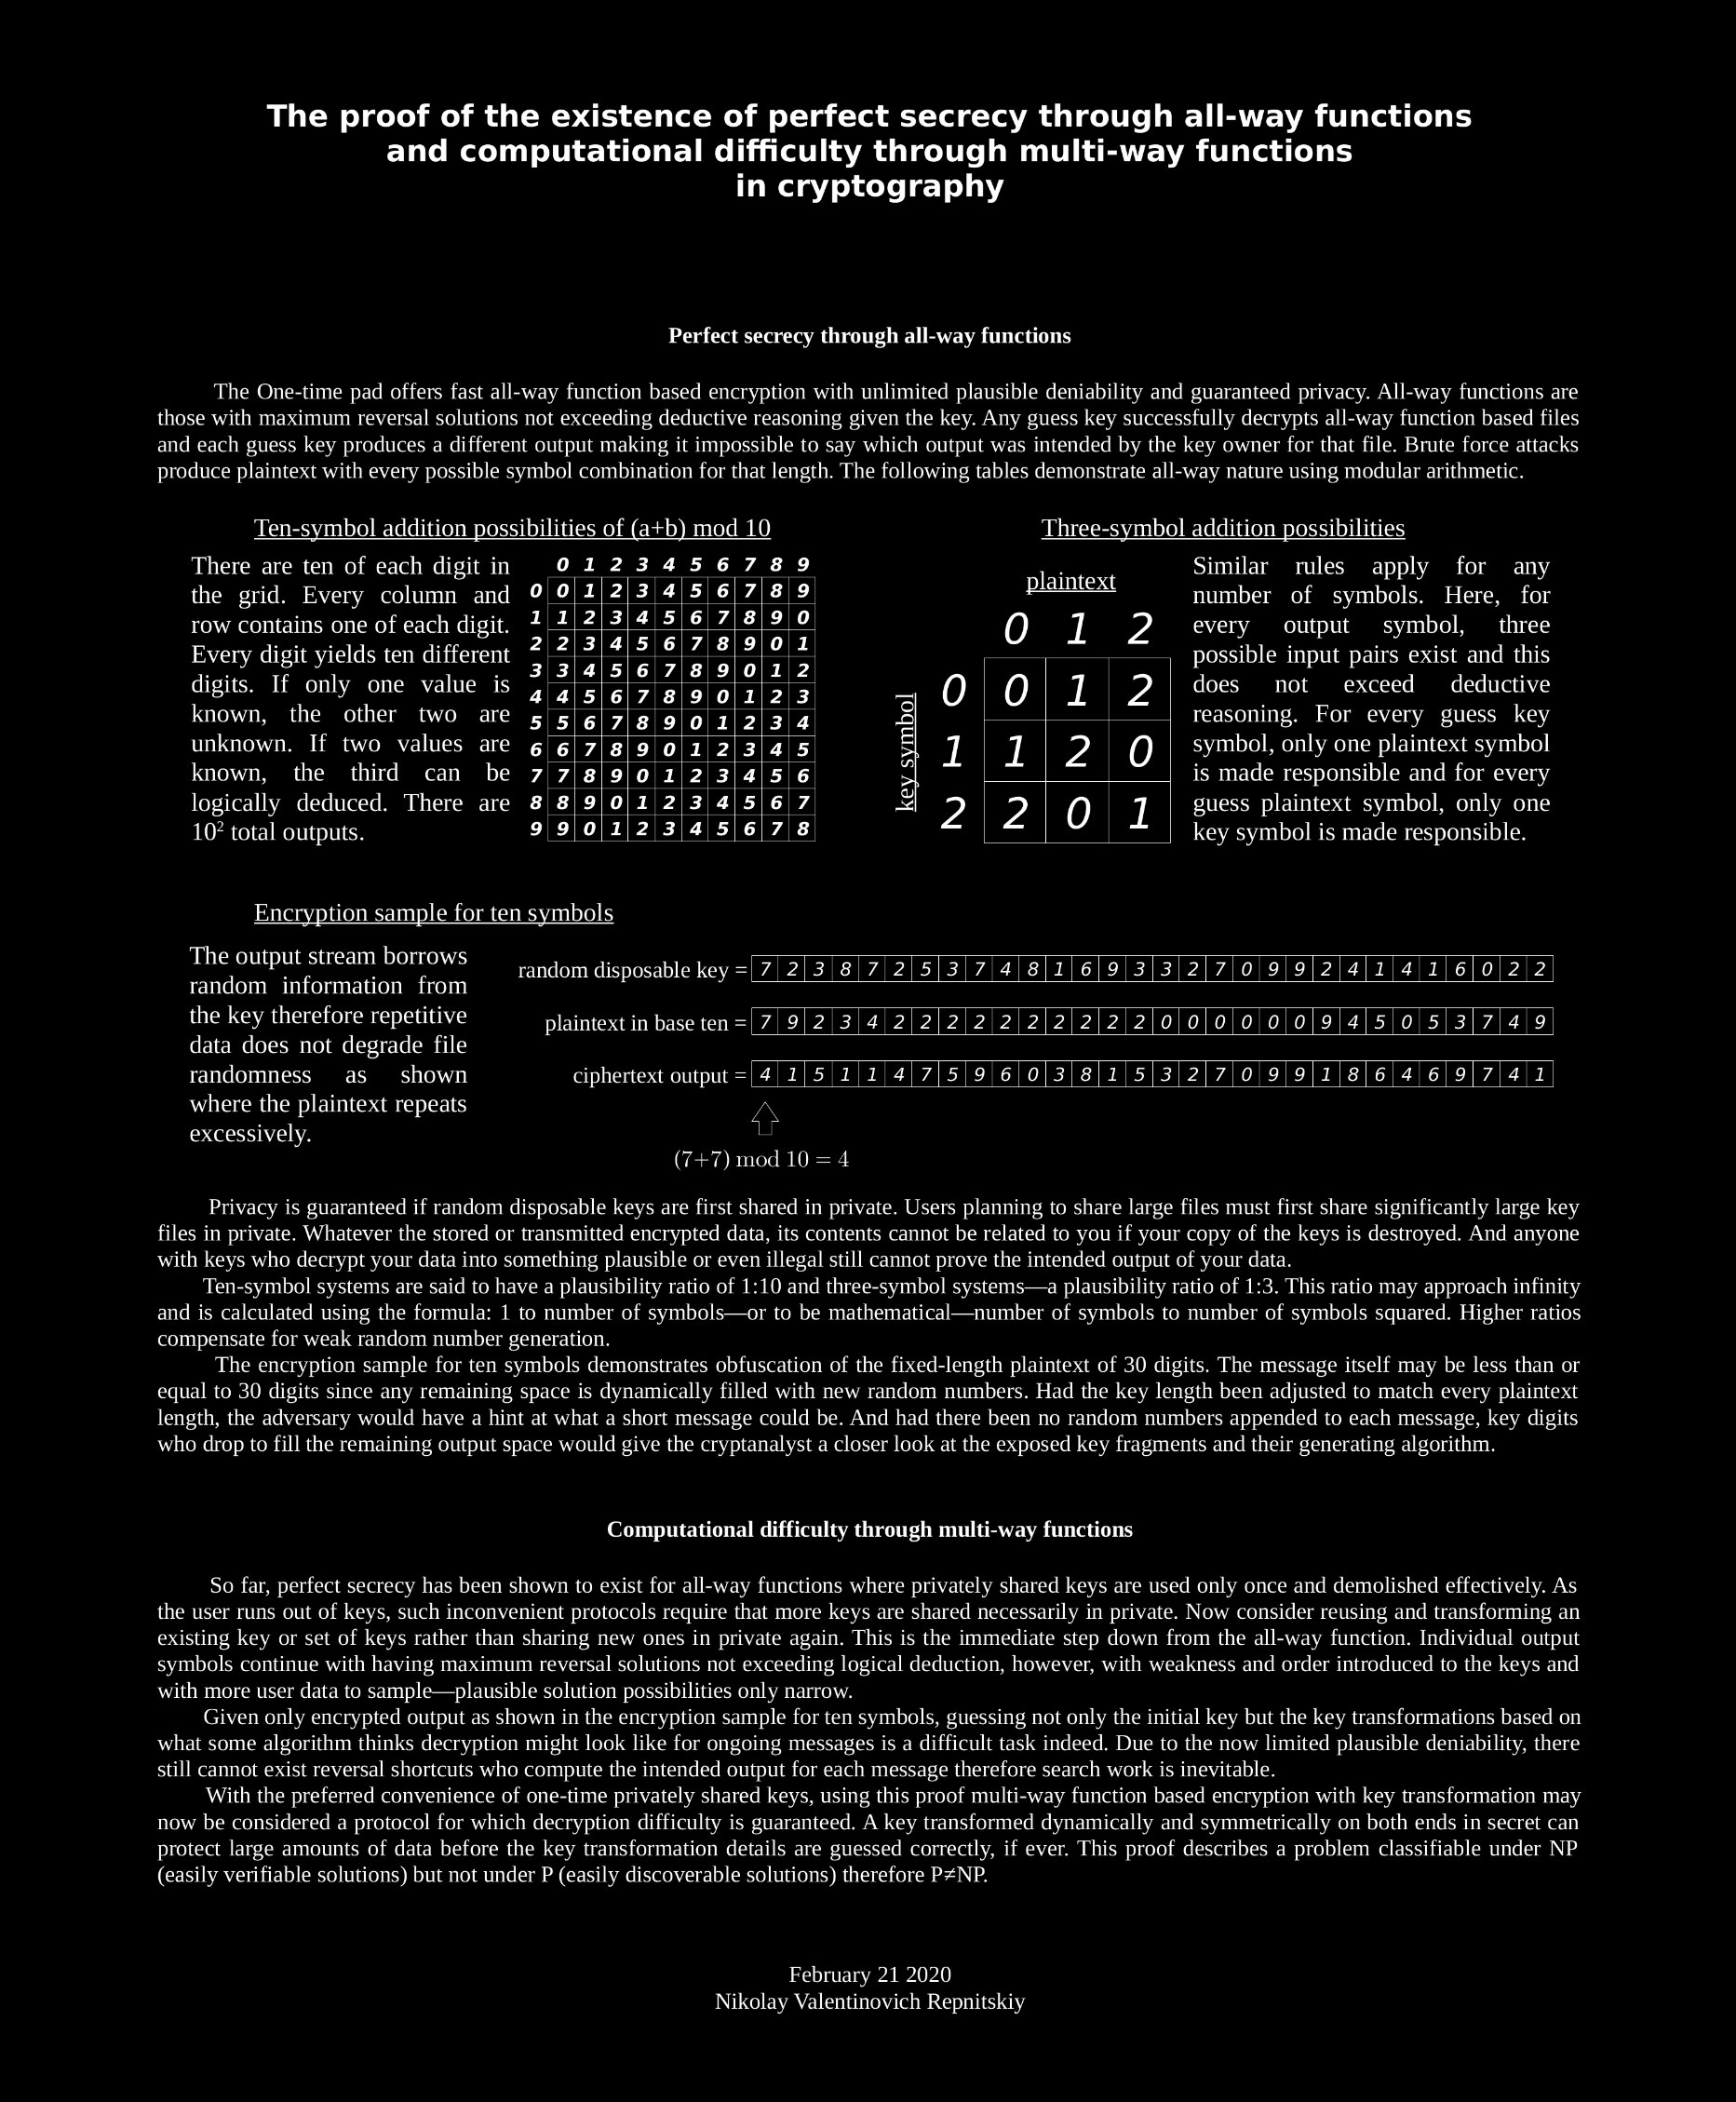 The proof of the existence of perfect secrecy through all-way functions
and computational difficulty through multi-way functions
in cryptography
Perfect secrecy through all-way functions
The One-time pad offers fast all-way function based encryption with unlimited plausible deniability and guaranteed privacy. All-way functions are
those with maximum reversal solutions not exceeding deductive reasoning given the key. Any guess key successfully decrypts all-way function based files
and each guess key produces a different output making it impossible to say which output was intended by the key owner for that file. Brute force attacks
produce plaintext with every possible symbol combination for that length. The following tables demonstrate all-way nature using modular arithmetic.
Ten-symbol addition possibilities of (a+b) mod 10
There are ten of each digit in
the grid. Every column and
row contains one of each digit.
Every digit yields ten different
digits. If only one value is
known, the other two are
unknown. If two values are
known, the third can be
logically deduced. There are
10² total outputs.
0 1 2 3 4 5 6 7 8 9
0 0 1 2 3 4 5 6 7 8 9
1 1 2 3 4 5 6 7 8 9 0
2 2 3 4 5 6 7 8 9 0 1
3 3 4 5 6 7 8 9 0 1 2
4 4 5 6 7 8 9 0 1 2 3
5 5 6 7 8 9 0 1 2 3 4
6 6 7 8 9 0 1 2 3 4 5
7 7 8 9 0 1 2 3 4 5 6
8 8 9 0 1 2 3 4 5 6 7
9 9 0 1 2 3 4 5 6 7 8
Three-symbol addition possibilities
plaintext
key symbol
0 1 2
0 0 1 2
1 1 2 0
2 2 0 1
Similar rules apply for any
number of symbols. Here, for
every output symbol, three
possible input pairs exist and this
does not exceed deductive
reasoning. For every guess key
symbol, only one plaintext symbol
is made responsible and for every
guess plaintext symbol, only one
key symbol is made responsible.
Encryption sample for ten symbols
The output stream borrows
random information from
the key therefore repetitive
data does not degrade file
randomness as shown
where the plaintext repeats
excessively.
random disposable key = 7 2 3 8 7 2 5 3 7 4 8 1 6 9 3 3 2 7 0 9 9 2 4 1 4 1 6 0 2 2
plaintext in base ten = 7 9 2 3 4 2 2 2 2 2 2 2 2 2 2 0 0 0 0 0 0 9 4 5 0 5 3 7 4 9
ciphertext output = 4 1 5 1 1 4 7 5 9 6 0 3 8 1 5 3 2 7 0 9 9 1 8 6 4 6 9 7 4 1
(7+7) mod 10 = 4
Privacy is guaranteed if random disposable keys are first shared in private. Users planning to share large files must first share significantly large key
files in private. Whatever the stored or transmitted encrypted data, its contents cannot be related to you if your copy of the keys is destroyed. And anyone
with keys who decrypt your data into something plausible or even illegal still cannot prove the intended output of your data.
Ten-symbol systems are said to have a plausibility ratio of 1:10 and three-symbol systems—a plausibility ratio of 1:3. This ratio may approach infinity
and is calculated using the formula: 1 to number of symbols—or to be mathematical—number of symbols to number of symbols squared. Higher ratios
compensate for weak random number generation.
The encryption sample for ten symbols demonstrates obfuscation of the fixed-length plaintext of 30 digits. The message itself may be less than or
equal to 30 digits since any remaining space is dynamically filled with new random numbers. Had the key length been adjusted to match every plaintext
length, the adversary would have a hint at what a short message could be. And had there been no random numbers appended to each message, key digits
who drop to fill the remaining output space would give the cryptanalyst a closer look at the exposed key fragments and their generating algorithm.
Computational difficulty through multi-way functions
So far, perfect secrecy has been shown to exist for all-way functions where privately shared keys are used only once and demolished effectively. As
the user runs out of keys, such inconvenient protocols require that more keys are shared necessarily in private. Now consider reusing and transforming an
existing key or set of keys rather than sharing new ones in private again. This is the immediate step down from the all-way function. Individual output
symbols continue with having maximum reversal solutions not exceeding logical deduction, however, with weakness and order introduced to the keys and
with more user data to sample—plausible solution possibilities only narrow.
Given only encrypted output as shown in the encryption sample for ten symbols, guessing not only the initial key but the key transformations based on
what some algorithm thinks decryption might look like for ongoing messages is a difficult task indeed. Due to the now limited plausible deniability, there
still cannot exist reversal shortcuts who compute the intended output for each message therefore search work is inevitable.
With the preferred convenience of one-time privately shared keys, using this proof multi-way function based encryption with key transformation may
now be considered a protocol for which decryption difficulty is guaranteed. A key transformed dynamically and symmetrically on both ends in secret can
protect large amounts of data before the key transformation details are guessed correctly, if ever. This proof describes a problem classifiable under NP
(easily verifiable solutions) but not under P (easily discoverable solutions) therefore P≠NP.
February 21 2020
Nikolay Valentinovich Repnitskiy